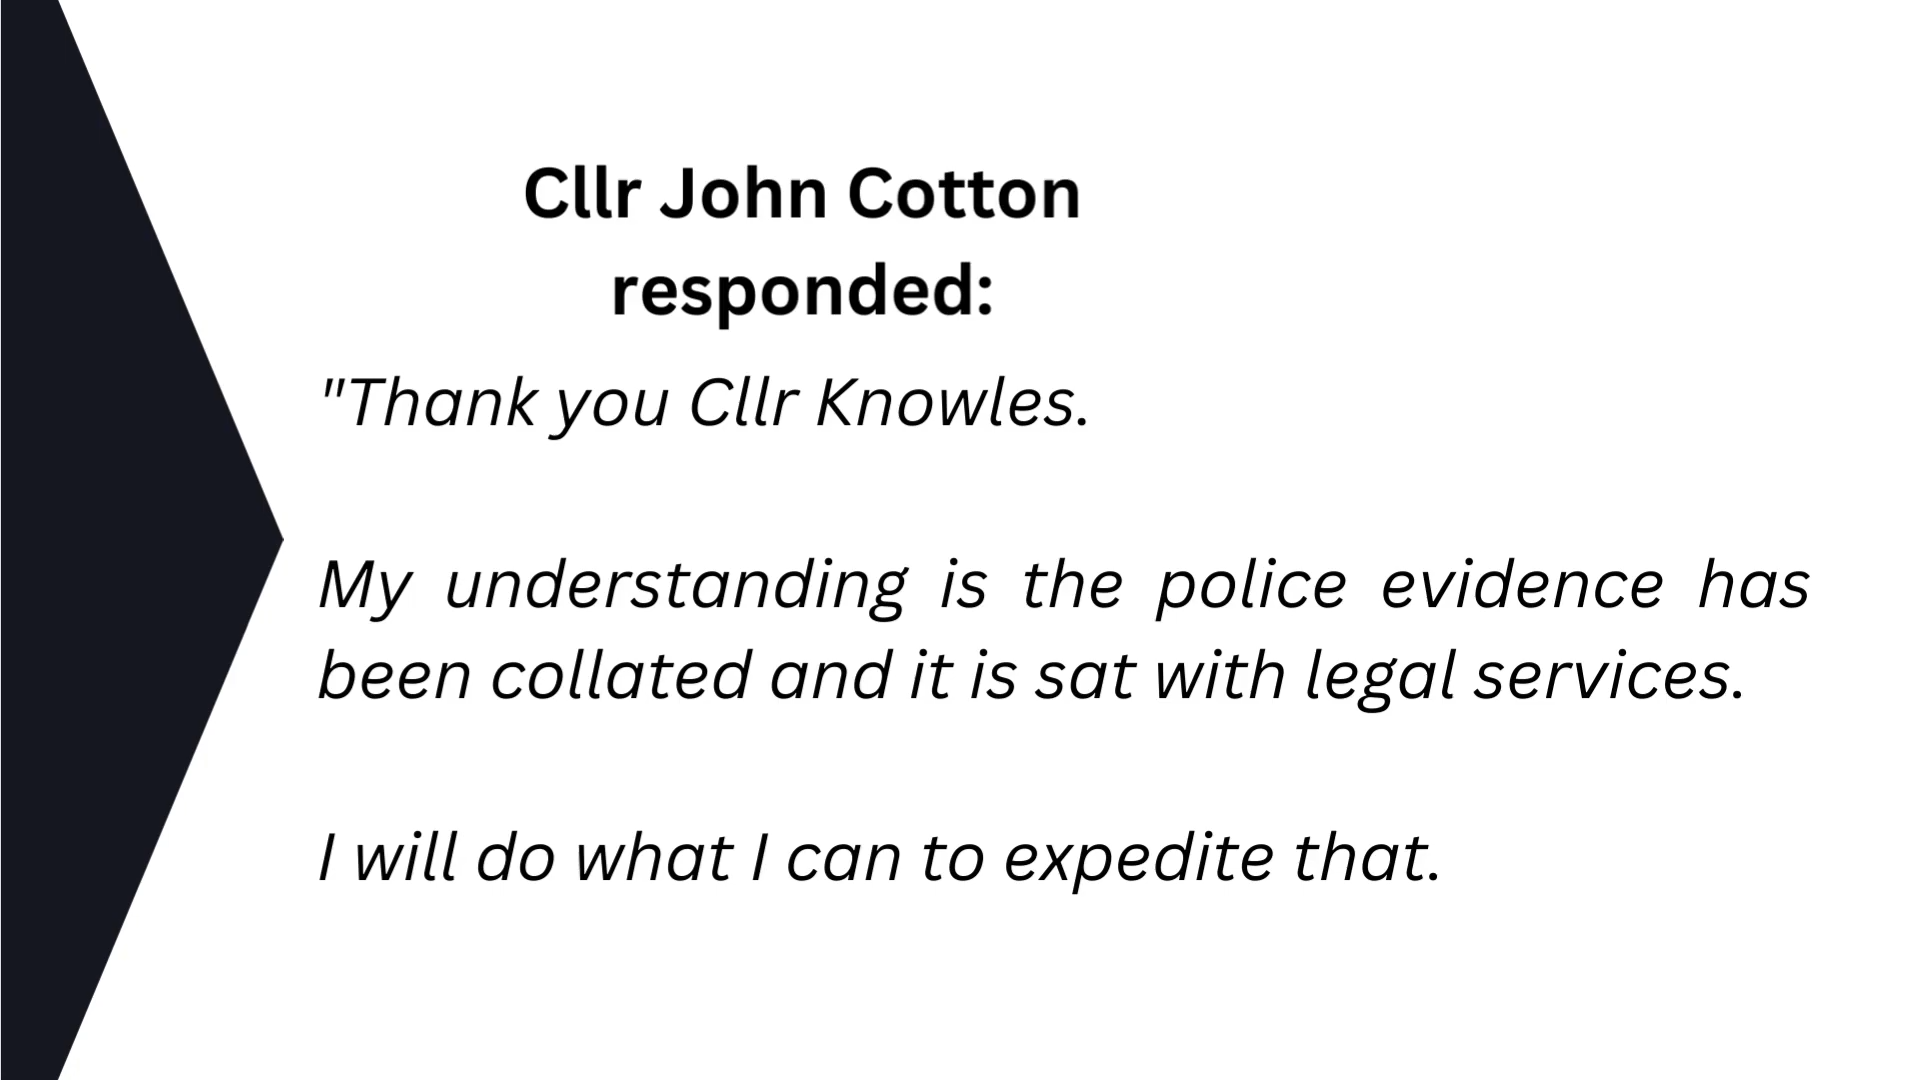 Cllr John Cotton
responded:
"Thank you Cllr Knowles.
My understanding is the police evidence has
been collated and it is sat with legal services.
I will do what I can to expedite that.